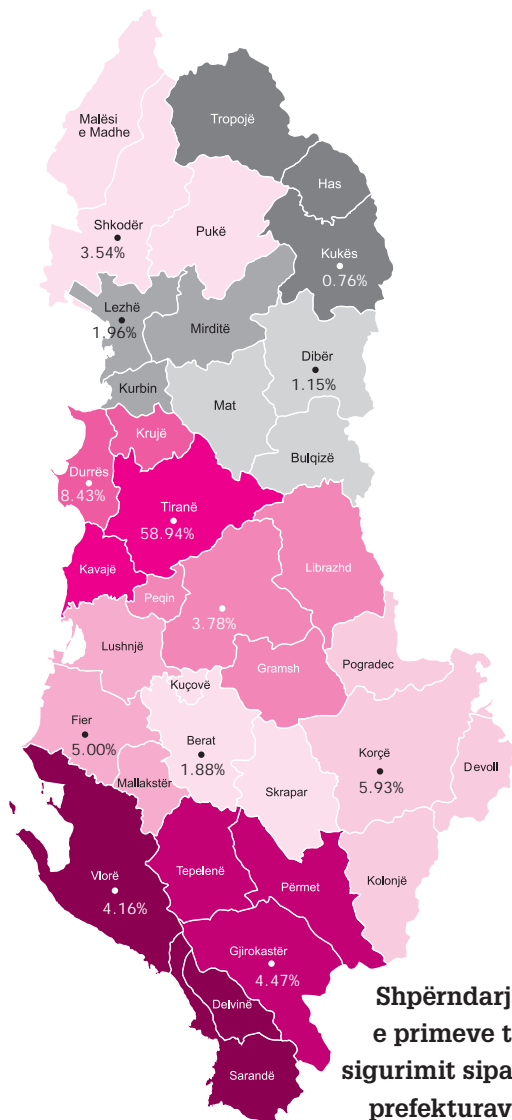 Malësi
e Madhe
Tropojë
Has
Shkodër
3.54%
Pukë
Kukës
0.76%
Lezhë
1.96%
Mirditë
Dibër
1.15%
Kurbin
Mat
Krujë
Bulqizë
Durrës
8.43%
Tiranë
58.94%
Kavajë
Librazhd
Peqin
3.78%
Lushnjë
Gramsh
Pogradec
Kuçovë
Fier
5.00%
Berat
1.88%
Korçë
5.93%
Devoll
Mallakstër
Skrapar
Vlorë
4.16%
Tepelenë
Përmet
Kolonjë
Gjirokastër
4.47%
Delvinë
Sarandë
Shpërndarj
e primeve t
sigurimit sipa
prefekturav